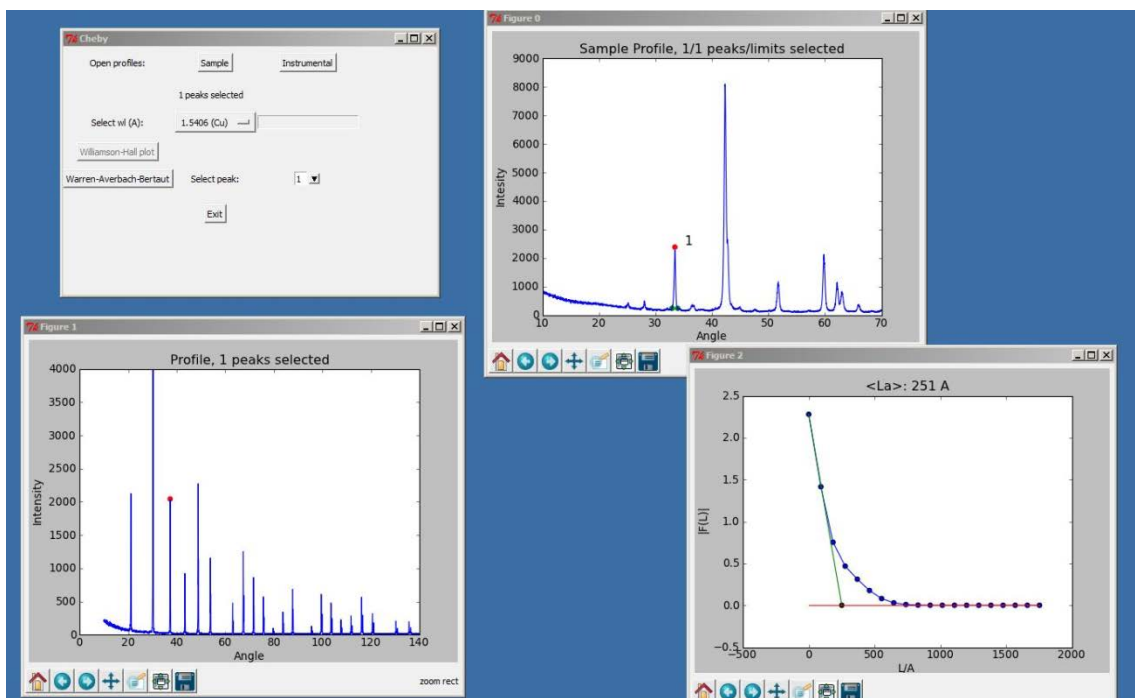 Cheby
Open profiles: Sample Instrumental
1 peaks selected
Select wl (A): 1.5406 (Cu)
Williamson-Hall plot
Warren-Averbach-Bertaut Select peak: 1
Exit
Figure 0
Sample Profile, 1/1 peaks/limits selected
9000
8000
7000
6000
5000
4000
3000
2000
1000
0
Intesity
1
10 20 30 40 50 60 70
Angle
Figure 1
Profile, 1 peaks selected
4000
3500
3000
2500
2000
1500
1000
500
0
Intensity
0 20 40 60 80 100 120 140
Angle
zoom rect
Figure 2
<La>: 251 A
2.5
2.0
1.5
1.0
0.5
0.0
−0.5
|F(L)|
−500 0 500 1000 1500 2000
L/A